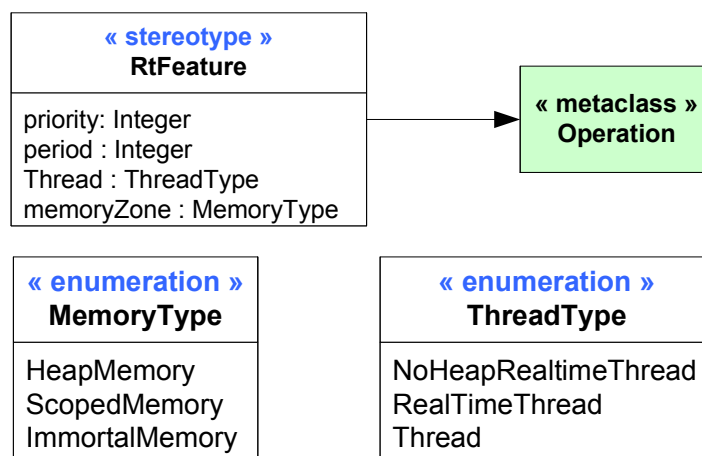 « stereotype »
RtFeature
priority: Integer
period : Integer
Thread : ThreadType
memoryZone : MemoryType
« metaclass »
Operation
« enumeration »
MemoryType
HeapMemory
ScopedMemory
ImmortalMemory
« enumeration »
ThreadType
NoHeapRealtimeThread
RealTimeThread
Thread